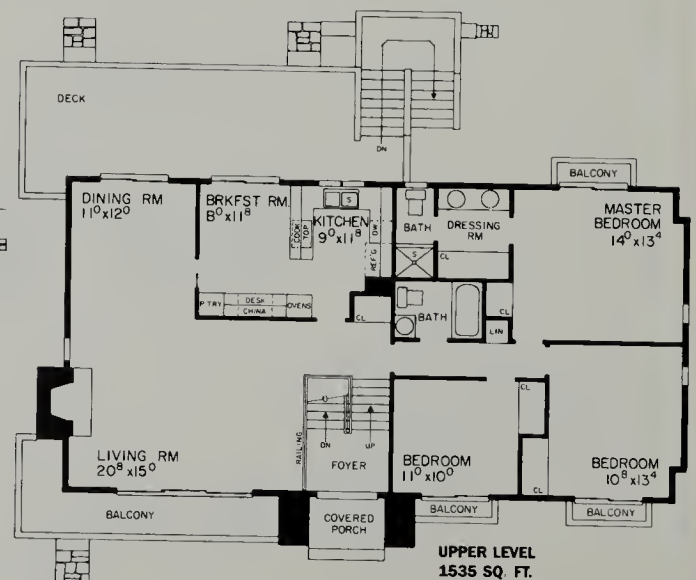 DECK
DN
BALCONY
DINING RM
11⁰x12⁰
BRKFST RM.
8⁰x11⁸
S
KITCHEN
9⁰x11⁸
COOK
TOP
DW
REF'G
BATH
DRESSING
RM
S
CL
MASTER
BEDROOM
14⁰x13⁴
P'TRY
DESK
CHINA
OVENS
CL
BATH
CL
LIN
LIVING RM
20⁸x15⁰
RAILING
DN
UP
FOYER
BEDROOM
11⁰x10⁰
CL
CL
BEDROOM
10⁸x13⁴
BALCONY
COVERED
PORCH
BALCONY
BALCONY
UPPER LEVEL
1535 SQ. FT.